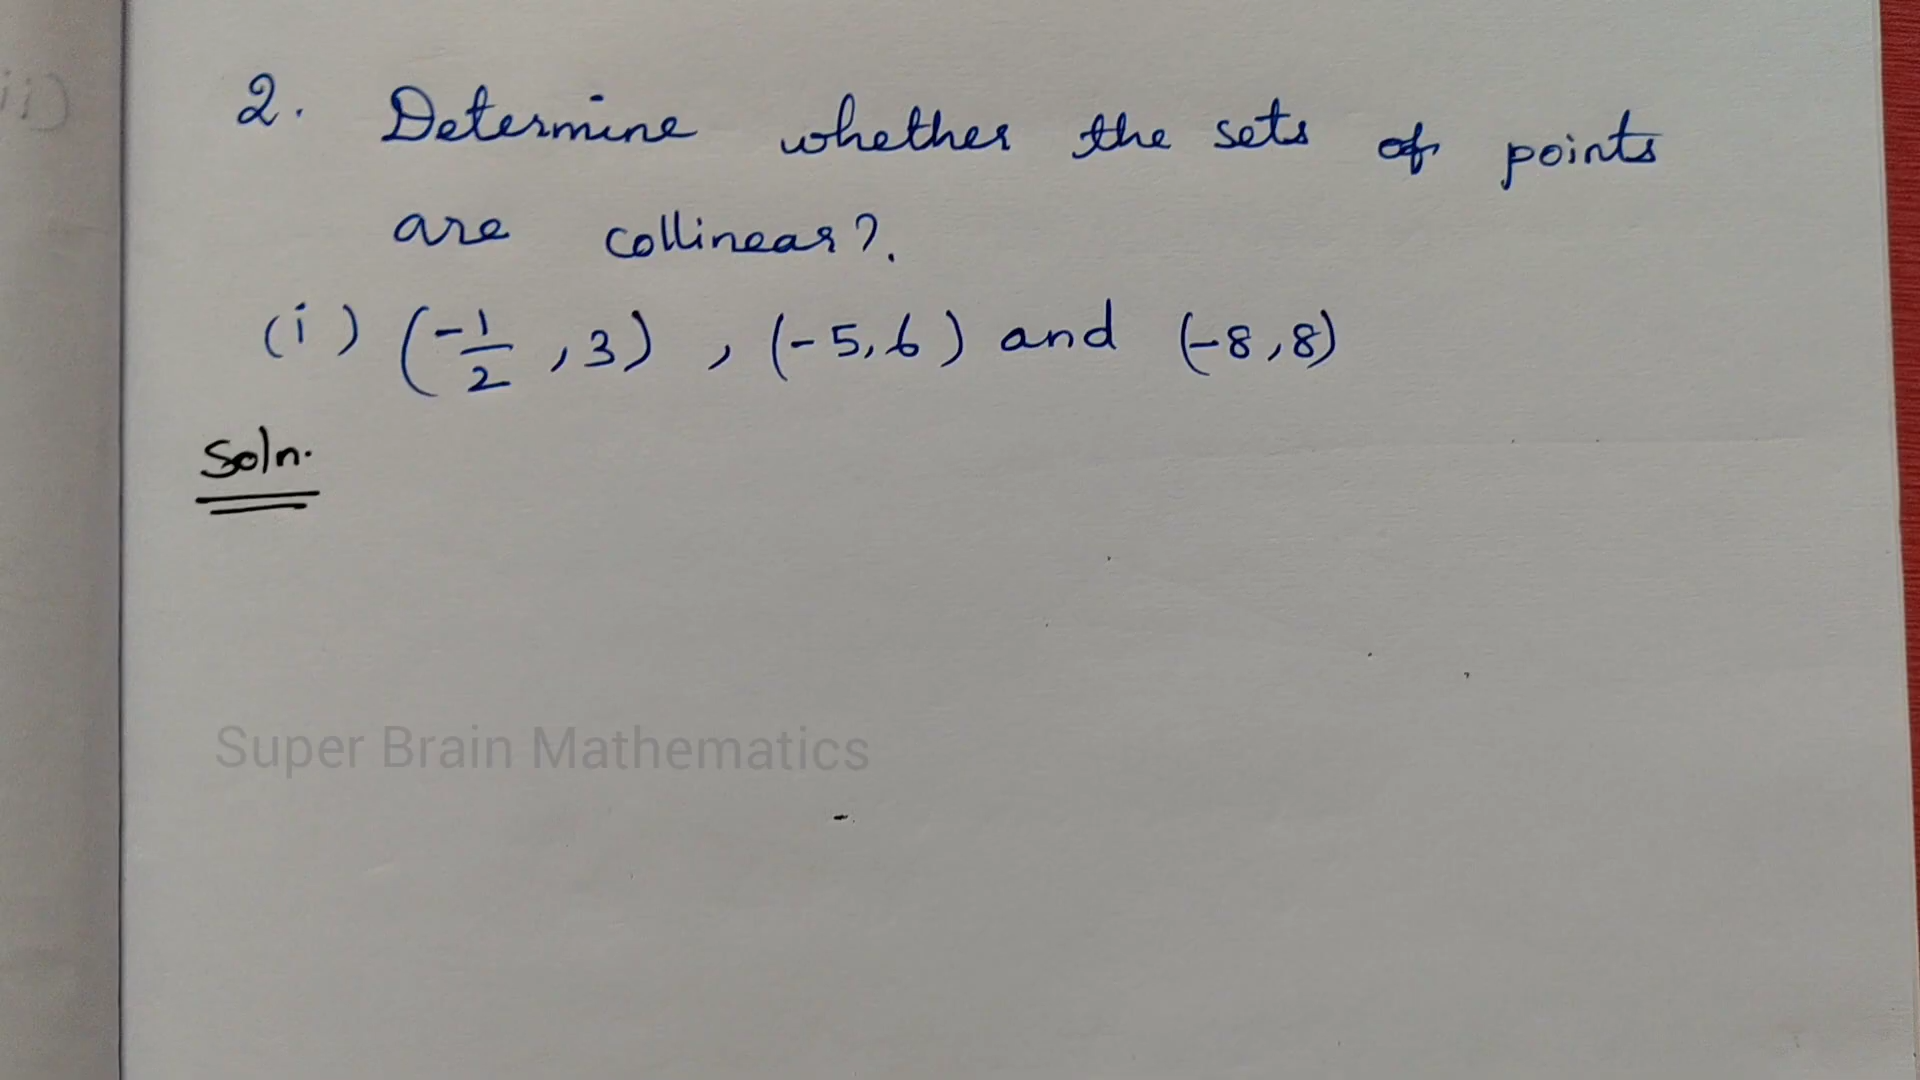 2. Determine whether the sets of points
are collinear?.
(i) (-1/2, 3), (-5, 6) and (-8, 8)
Soln.
Super Brain Mathematics